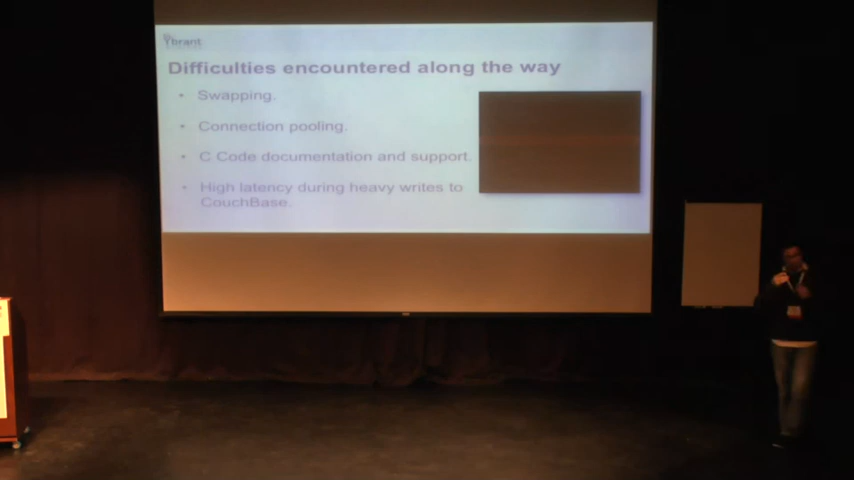 Ybrant
Difficulties encountered along the way
• Swapping.
• Connection pooling.
• C Code documentation and support.
• High latency during heavy writes to
CouchBase.